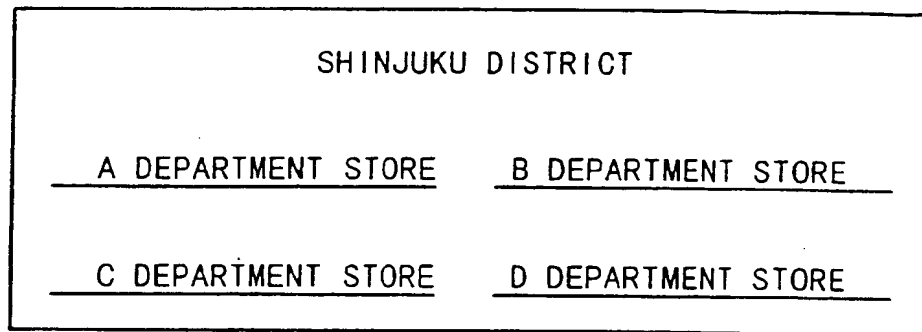 SHINJUKU DISTRICT
A DEPARTMENT STORE B DEPARTMENT STORE
C DEPARTMENT STORE D DEPARTMENT STORE